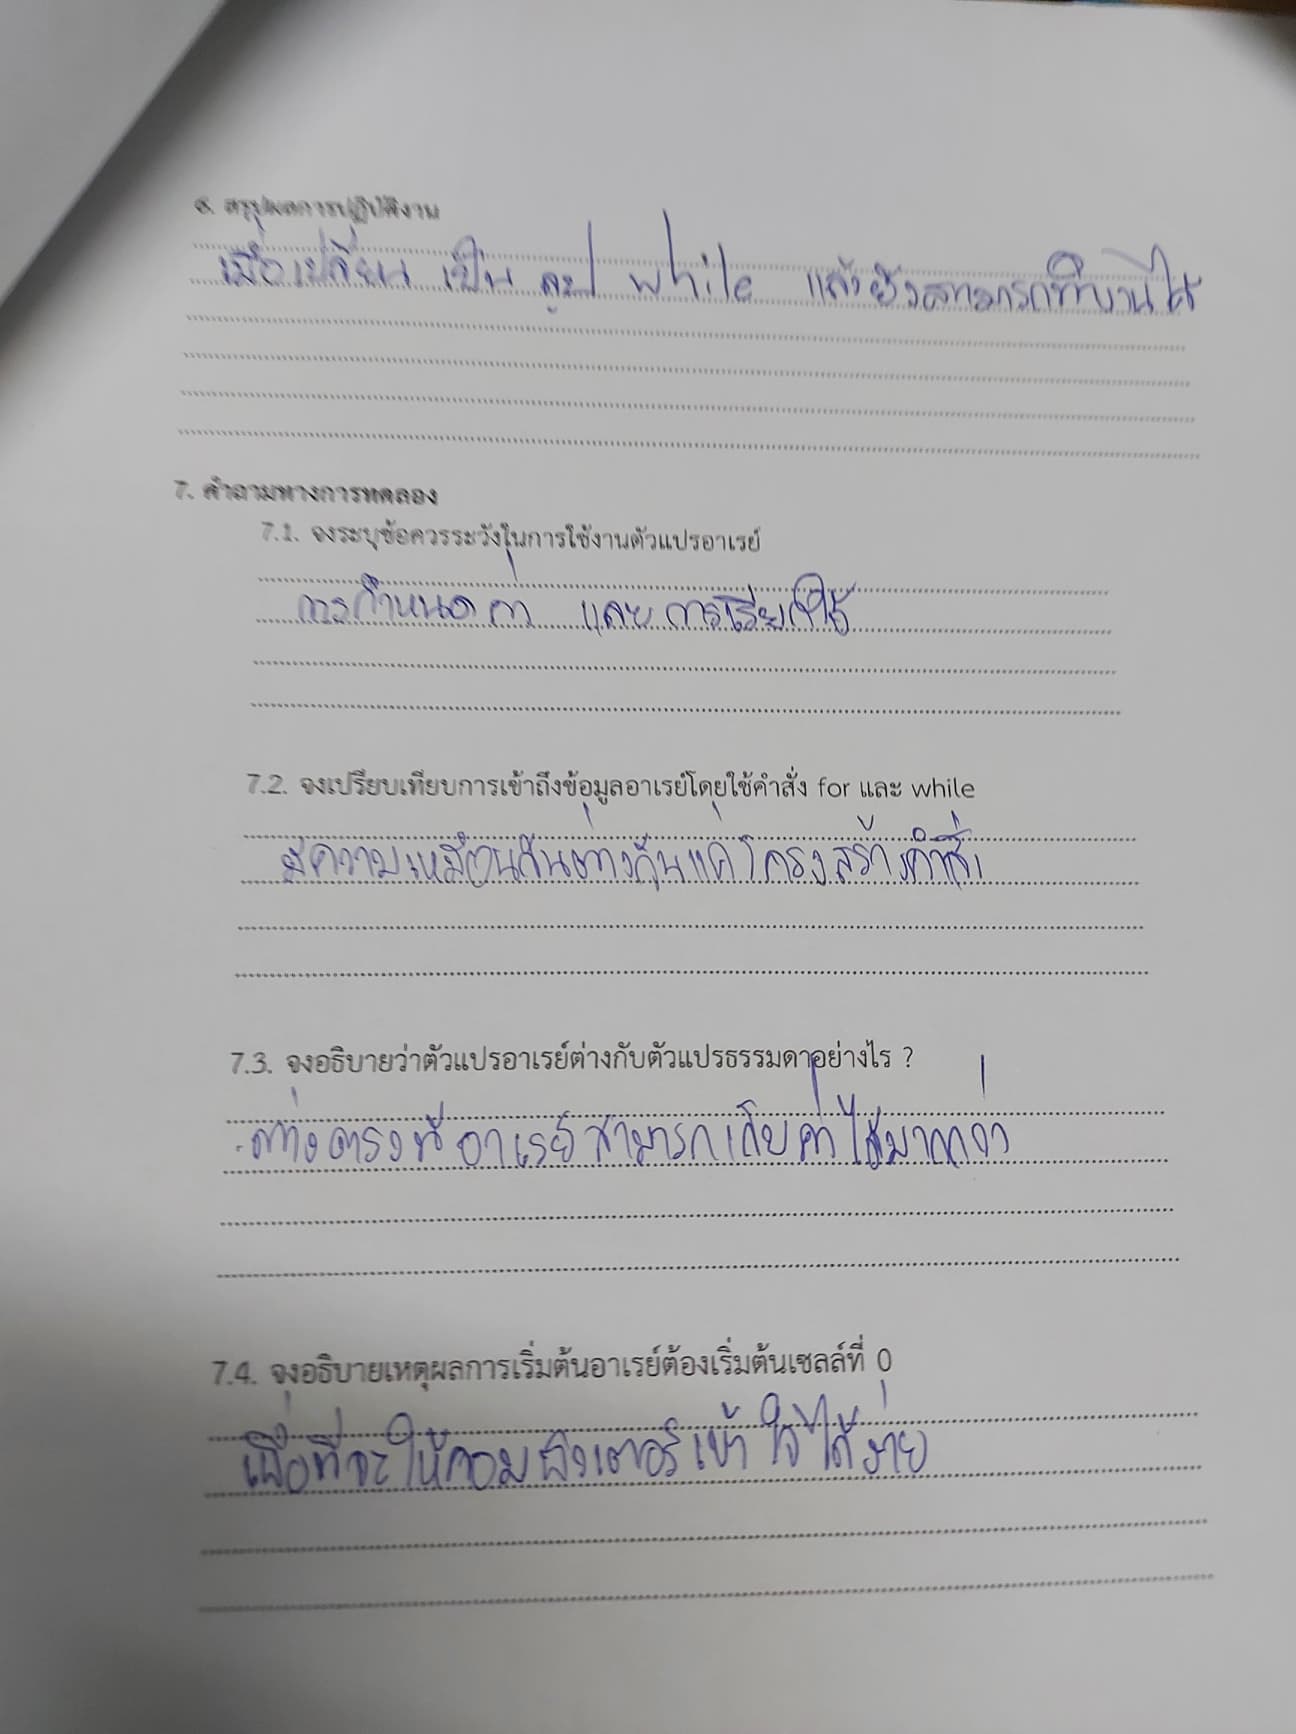 6. สรุปผลการปฏิบัติงาน
เมื่อเปลี่ยน เป็น ลูป while แล้วยังสามารถทำงานได้
7. คำถามทางการทดลอง
7.1. จงระบุข้อควรระวังในการใช้งานตัวแปรอาเรย์
การกำหนดค่า และ การเรียกใช้
7.2. จงเปรียบเทียบการเข้าถึงข้อมูลอาเรย์โดยใช้คำสั่ง for และ while
มีความเหมือนกันต่างกันแค่โครงสร้างคำสั่ง
7.3. จงอธิบายว่าตัวแปรอาเรย์ต่างกับตัวแปรธรรมดาอย่างไร ?
ต่างตรงที่ อาเรย์สามารถเก็บค่าได้มากกว่า
7.4. จงอธิบายเหตุผลการเริ่มต้นอาเรย์ต้องเริ่มต้นเซลล์ที่ 0
เพื่อที่จะให้คอมพิวเตอร์เข้าใจได้ง่าย